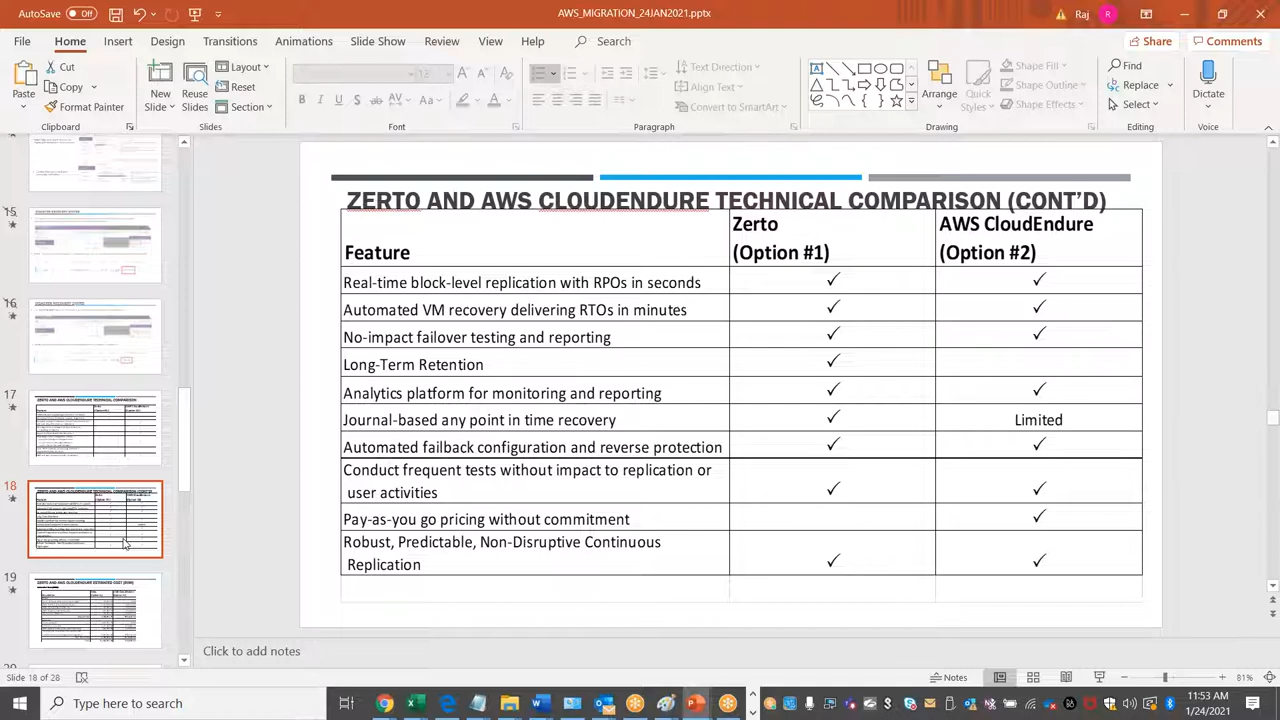 AutoSave Off AWS_MIGRATION_24JAN2021.pptx Raj R
File Home Insert Design Transitions Animations Slide Show Review View Help Search Share Comments
Paste Cut Copy Format Painter
Clipboard
New Slide Reuse Slides Layout Reset Section
Slides
B I U S ab AV Aa A
Font
Text Direction Align Text Convert to SmartArt
Paragraph
Arrange Quick Styles Shape Fill Shape Outline Shape Effects
Drawing
Find Replace Select
Editing
Dictate
Voice
15
16
17
18
19
ZERTO AND AWS CLOUDENDURE TECHNICAL COMPARISON (CONT'D)
Feature Zerto (Option #1) AWS CloudEndure (Option #2)
Real-time block-level replication with RPOs in seconds ✓ ✓
Automated VM recovery delivering RTOs in minutes ✓ ✓
No-impact failover testing and reporting ✓ ✓
Long-Term Retention ✓
Analytics platform for monitoring and reporting ✓ ✓
Journal-based any point in time recovery ✓ Limited
Automated failback configuration and reverse protection ✓ ✓
Conduct frequent tests without impact to replication or
user activities ✓ ✓
Pay-as-you go pricing without commitment ✓
Robust, Predictable, Non-Disruptive Continuous
Replication ✓ ✓
Click to add notes
Slide 18 of 28 Notes 81%
Type here to search
11:53 AM
1/24/2021